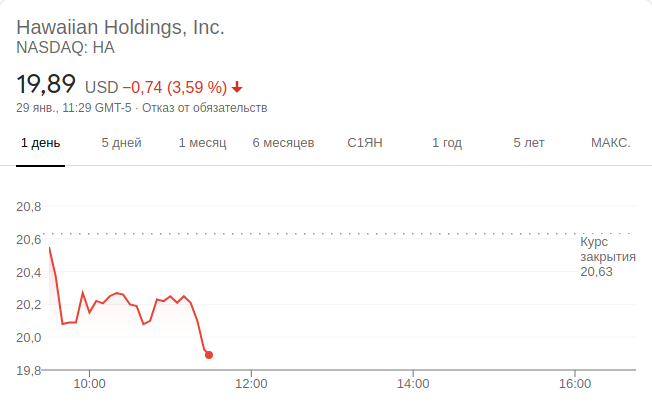 Hawaiian Holdings, Inc.
NASDAQ: HA
19,89 USD −0,74 (3,59 %)
29 янв., 11:29 GMT-5 · Отказ от обязательств
1 день 5 дней 1 месяц 6 месяцев С1ЯН 1 год 5 лет МАКС.
20,8
20,6
Курс
закрытия
20,63
20,4
20,2
20,0
19,8
10:00 12:00 14:00 16:00